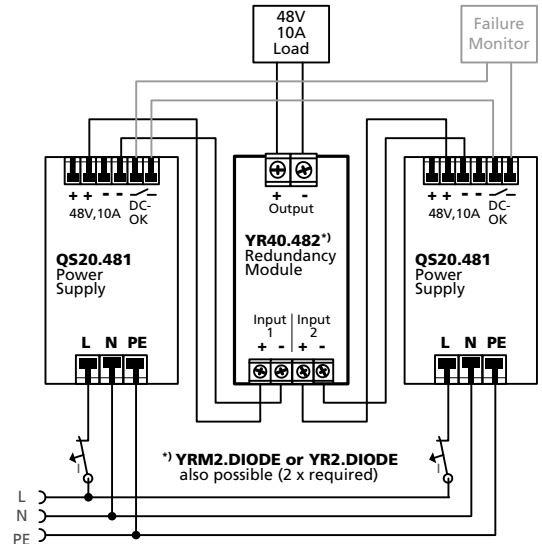 48V
10A
Load
Failure
Monitor
+ + - -
48V,10A
DC-
OK
QS20.481
Power
Supply
L N PE
+ -
Output
YR40.482*)
Redundancy
Module
Input
1
Input
2
+ - + -
+ + - -
48V,10A
DC-
OK
QS20.481
Power
Supply
L N PE
I
I
*) YRM2.DIODE or YR2.DIODE
also possible (2 x required)
L
N
PE